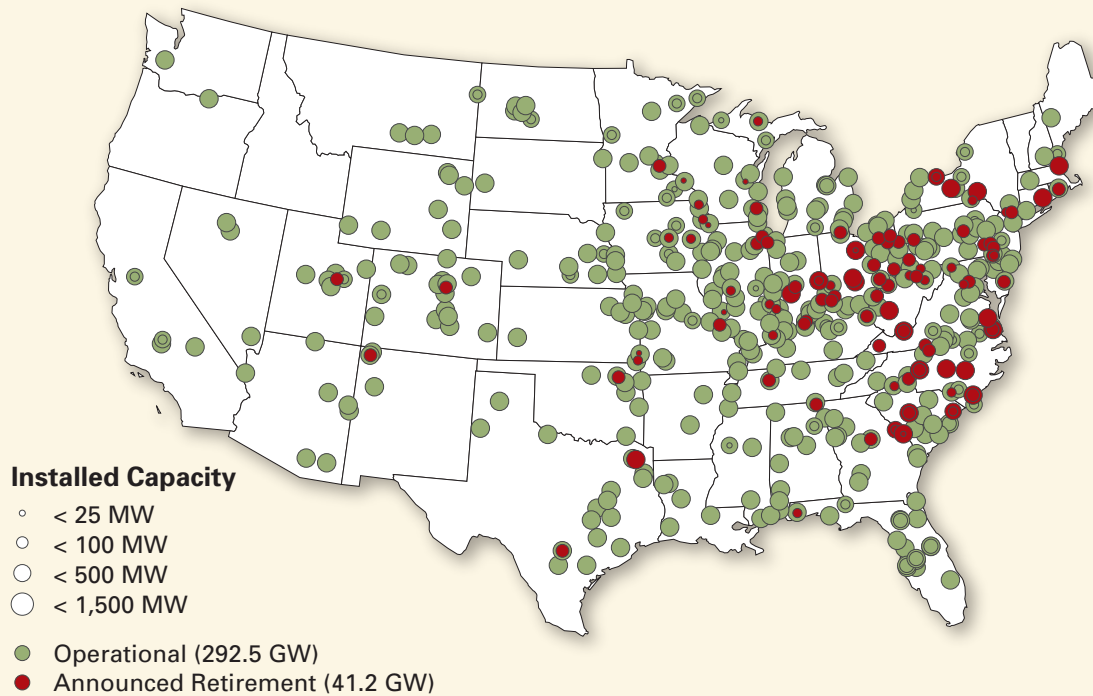 Installed Capacity
< 25 MW
< 100 MW
< 500 MW
< 1,500 MW
Operational (292.5 GW)
Announced Retirement (41.2 GW)